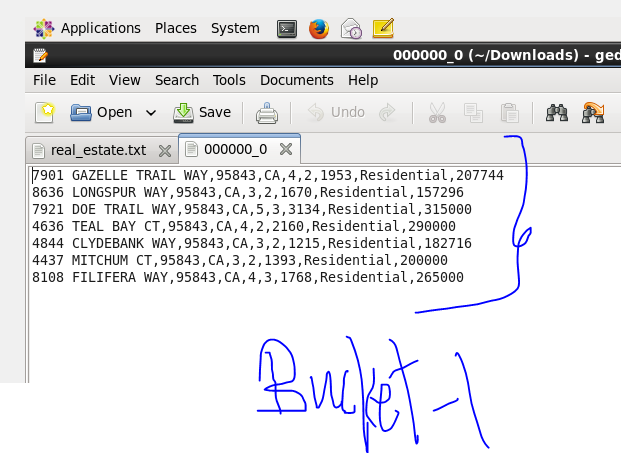 Applications Places System
000000_0 (~/Downloads) - ged
File Edit View Search Tools Documents Help
Open Save Undo
real_estate.txt 000000_0
7901 GAZELLE TRAIL WAY,95843,CA,4,2,1953,Residential,207744
8636 LONGSPUR WAY,95843,CA,3,2,1670,Residential,157296
7921 DOE TRAIL WAY,95843,CA,5,3,3134,Residential,315000
4636 TEAL BAY CT,95843,CA,4,2,2160,Residential,290000
4844 CLYDEBANK WAY,95843,CA,3,2,1215,Residential,182716
4437 MITCHUM CT,95843,CA,3,2,1393,Residential,200000
8108 FILIFERA WAY,95843,CA,4,3,1768,Residential,265000
Bucket -1